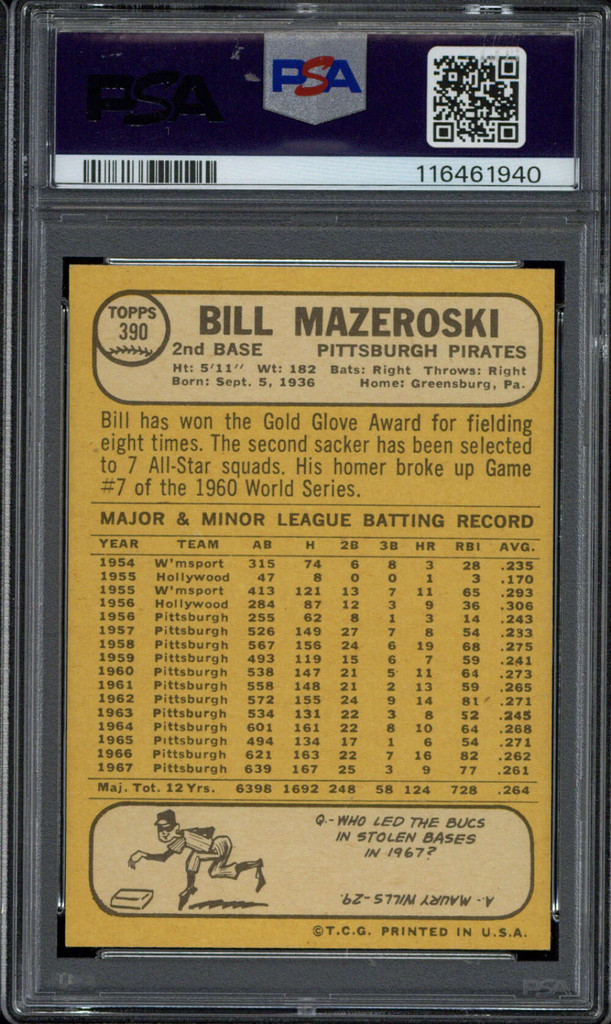 PSA
PSA
116461940
TOPPS
390
BILL MAZEROSKI
2nd BASE PITTSBURGH PIRATES
Ht: 5'11" Wt: 182 Bats: Right Throws: Right
Born: Sept. 5, 1936 Home: Greensburg, Pa.
Bill has won the Gold Glove Award for fielding
eight times. The second sacker has been selected
to 7 All-Star squads. His homer broke up Game
#7 of the 1960 World Series.
MAJOR & MINOR LEAGUE BATTING RECORD
YEAR TEAM AB H 2B 3B HR RBI AVG.
1954 W'msport 315 74 6 8 3 28 .235
1955 Hollywood 47 8 0 0 1 3 .170
1955 W'msport 413 121 13 7 11 65 .293
1956 Hollywood 284 87 12 3 9 36 .306
1956 Pittsburgh 255 62 8 1 3 14 .243
1957 Pittsburgh 526 149 27 7 8 54 .233
1958 Pittsburgh 567 156 24 6 19 68 .275
1959 Pittsburgh 493 119 15 6 7 59 .241
1960 Pittsburgh 538 147 21 5 11 64 .273
1961 Pittsburgh 558 148 21 2 13 59 .265
1962 Pittsburgh 572 155 24 9 14 81 .271
1963 Pittsburgh 534 131 22 3 8 52 .245
1964 Pittsburgh 601 161 22 8 10 64 .268
1965 Pittsburgh 494 134 17 1 6 54 .271
1966 Pittsburgh 621 163 22 7 16 82 .262
1967 Pittsburgh 639 167 25 3 9 77 .261
Maj. Tot. 12 Yrs. 6398 1692 248 58 124 728 .264
Q.-WHO LED THE BUCS
IN STOLEN BASES
IN 1967?
A.-MAURY WILLS-29.
©T.C.G. PRINTED IN U.S.A.
PSA